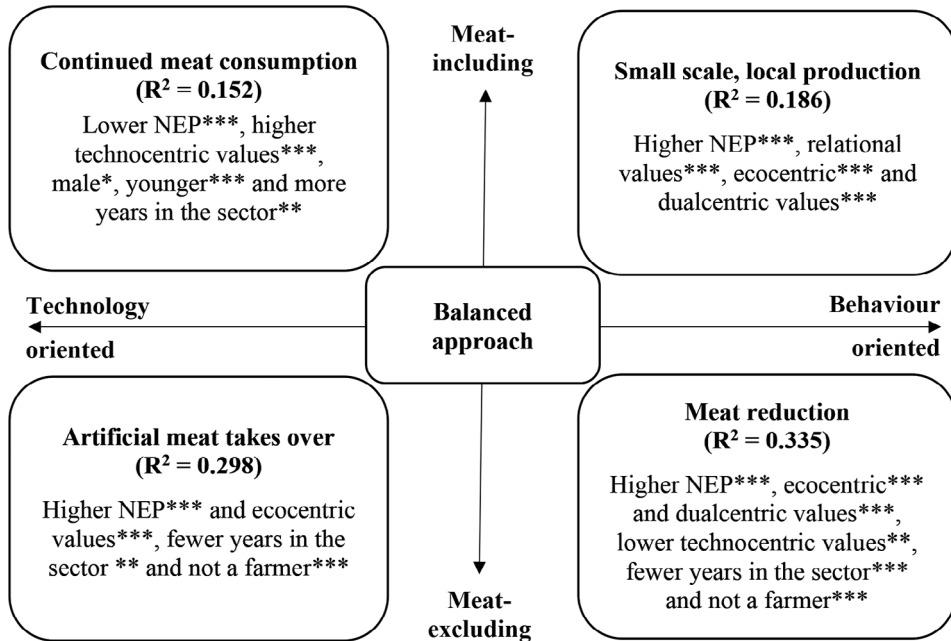 Continued meat consumption
(R² = 0.152)
Lower NEP***, higher
technocentric values***,
male*, younger*** and more
years in the sector**
Meat-
including
Small scale, local production
(R² = 0.186)
Higher NEP***, relational
values***, ecocentric*** and
dualcentric values***
Technology
oriented
Balanced
approach
Behaviour
oriented
Artificial meat takes over
(R² = 0.298)
Higher NEP*** and ecocentric
values***, fewer years in the
sector ** and not a farmer***
Meat-
excluding
Meat reduction
(R² = 0.335)
Higher NEP***, ecocentric***
and dualcentric values***,
lower technocentric values**,
fewer years in the sector***
and not a farmer***